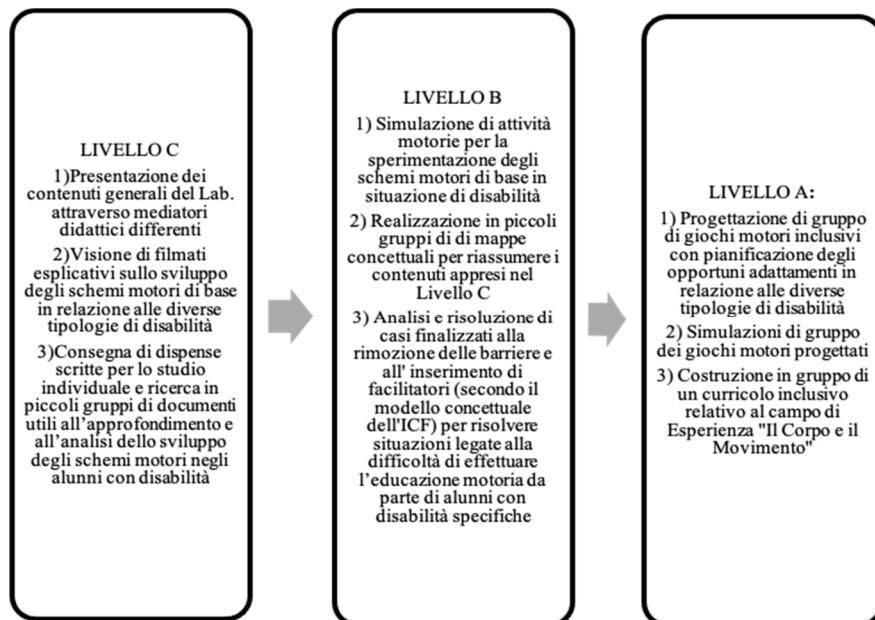 LIVELLO C
1)Presentazione dei
contenuti generali del Lab.
attraverso mediatori
didattici differenti
2)Visione di filmati
esplicativi sullo sviluppo
degli schemi motori di base
in relazione alle diverse
tipologie di disabilità
3)Consegna di dispense
scritte per lo studio
individuale e ricerca in
piccoli gruppi di documenti
utili all'approfondimento e
all'analisi dello sviluppo
degli schemi motori negli
alunni con disabilità
LIVELLO B
1) Simulazione di attività
motorie per la
sperimentazione degli
schemi motori di base in
situazione di disabilità
2) Realizzazione in piccoli
gruppi di di mappe
concettuali per riassumere i
contenuti appresi nel
Livello C
3) Analisi e risoluzione di
casi finalizzati alla
rimozione delle barriere e
all' inserimento di
facilitatori (secondo il
modello concettuale
dell'ICF) per risolvere
situazioni legate alla
difficoltà di effettuare
l'educazione motoria da
parte di alunni con
disabilità specifiche
LIVELLO A:
1) Progettazione di gruppo
di giochi motori inclusivi
con pianificazione degli
opportuni adattamenti in
relazione alle diverse
tipologie di disabilità
2) Simulazioni di gruppo
dei giochi motori progettati
3) Costruzione in gruppo di
un curricolo inclusivo
relativo al campo di
Esperienza "Il Corpo e il
Movimento"